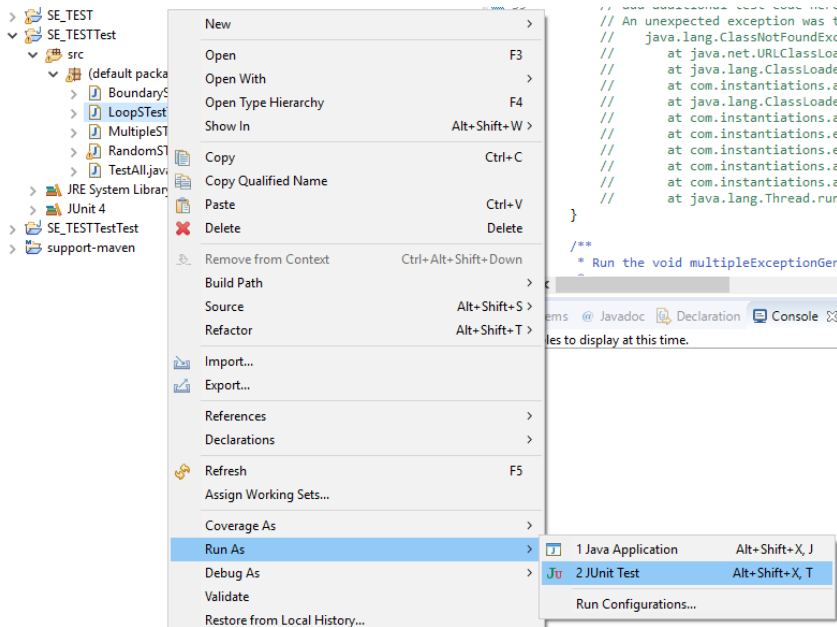 SE_TEST
SE_TESTTest
src
(default packa
BoundaryS
LoopSTest
MultipleST
RandomST
TestAll.java
JRE System Library
JUnit 4
SE_TESTTestTest
support-maven
New
Open F3
Open With
Open Type Hierarchy F4
Show In Alt+Shift+W
Copy Ctrl+C
Copy Qualified Name
Paste Ctrl+V
Delete Delete
Remove from Context Ctrl+Alt+Shift+Down
Build Path
Source Alt+Shift+S
Refactor Alt+Shift+T
Import...
Export...
References
Declarations
Refresh F5
Assign Working Sets...
Coverage As
Run As
Debug As
Validate
Restore from Local History...
1 Java Application Alt+Shift+X, J
Ju 2 JUnit Test Alt+Shift+X, T
Run Configurations...
// add additional test code here
// An unexpected exception was t
// java.lang.ClassNotFoundExc
// at java.net.URLClassLoa
// at java.lang.ClassLoade
// at com.instantiations.a
// at java.lang.ClassLoade
// at com.instantiations.a
// at com.instantiations.e
// at com.instantiations.e
// at com.instantiations.a
// at com.instantiations.a
// at java.lang.Thread.run
}
/**
* Run the void multipleExceptionGen
ems @ Javadoc Declaration Console
les to display at this time.